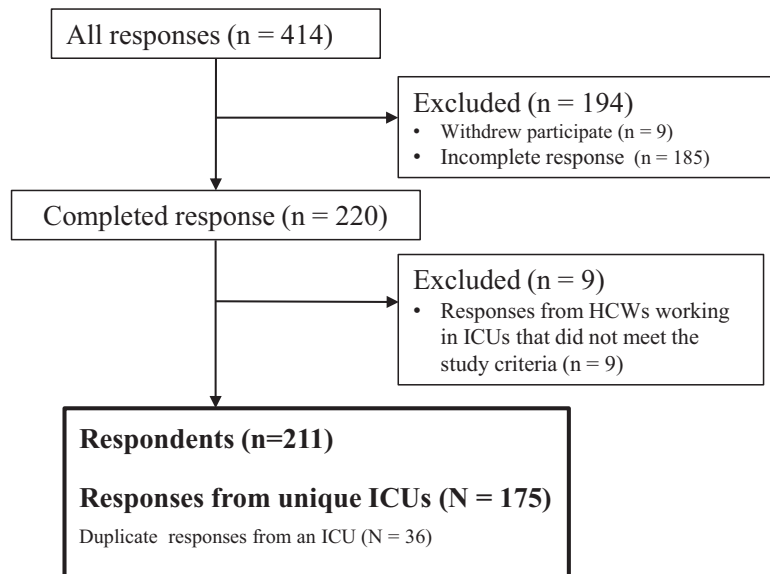 All responses (n = 414)
Excluded (n = 194)
• Withdrew participate (n = 9)
• Incomplete response (n = 185)
Completed response (n = 220)
Excluded (n = 9)
• Responses from HCWs working
in ICUs that did not meet the
study criteria (n = 9)
Respondents (n=211)
Responses from unique ICUs (N = 175)
Duplicate responses from an ICU (N = 36)